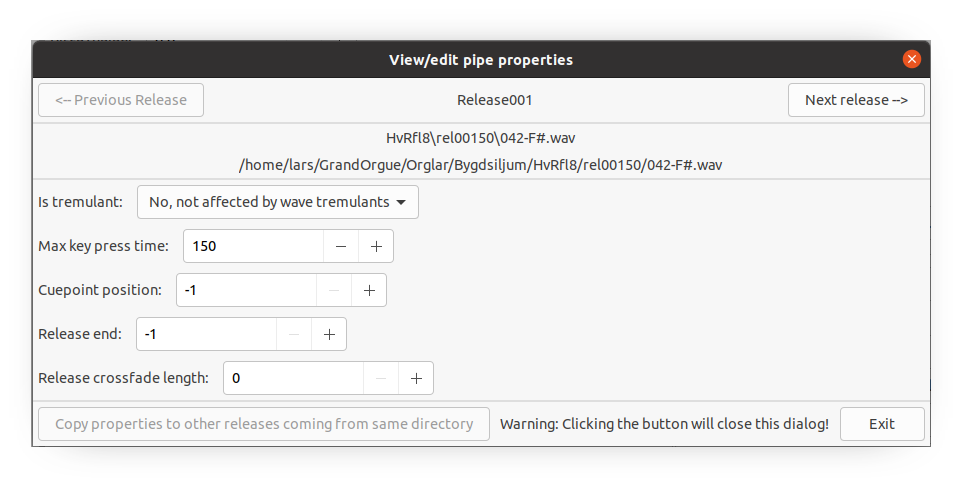 View/edit pipe properties
<-- Previous Release
Release001
Next release -->
HvRfl8\rel00150\042-F#.wav
/home/lars/GrandOrgue/Orglar/Bygdsiljum/HvRfl8/rel00150/042-F#.wav
Is tremulant: No, not affected by wave tremulants
Max key press time: 150
Cuepoint position: -1
Release end: -1
Release crossfade length: 0
Copy properties to other releases coming from same directory
Warning: Clicking the button will close this dialog!
Exit